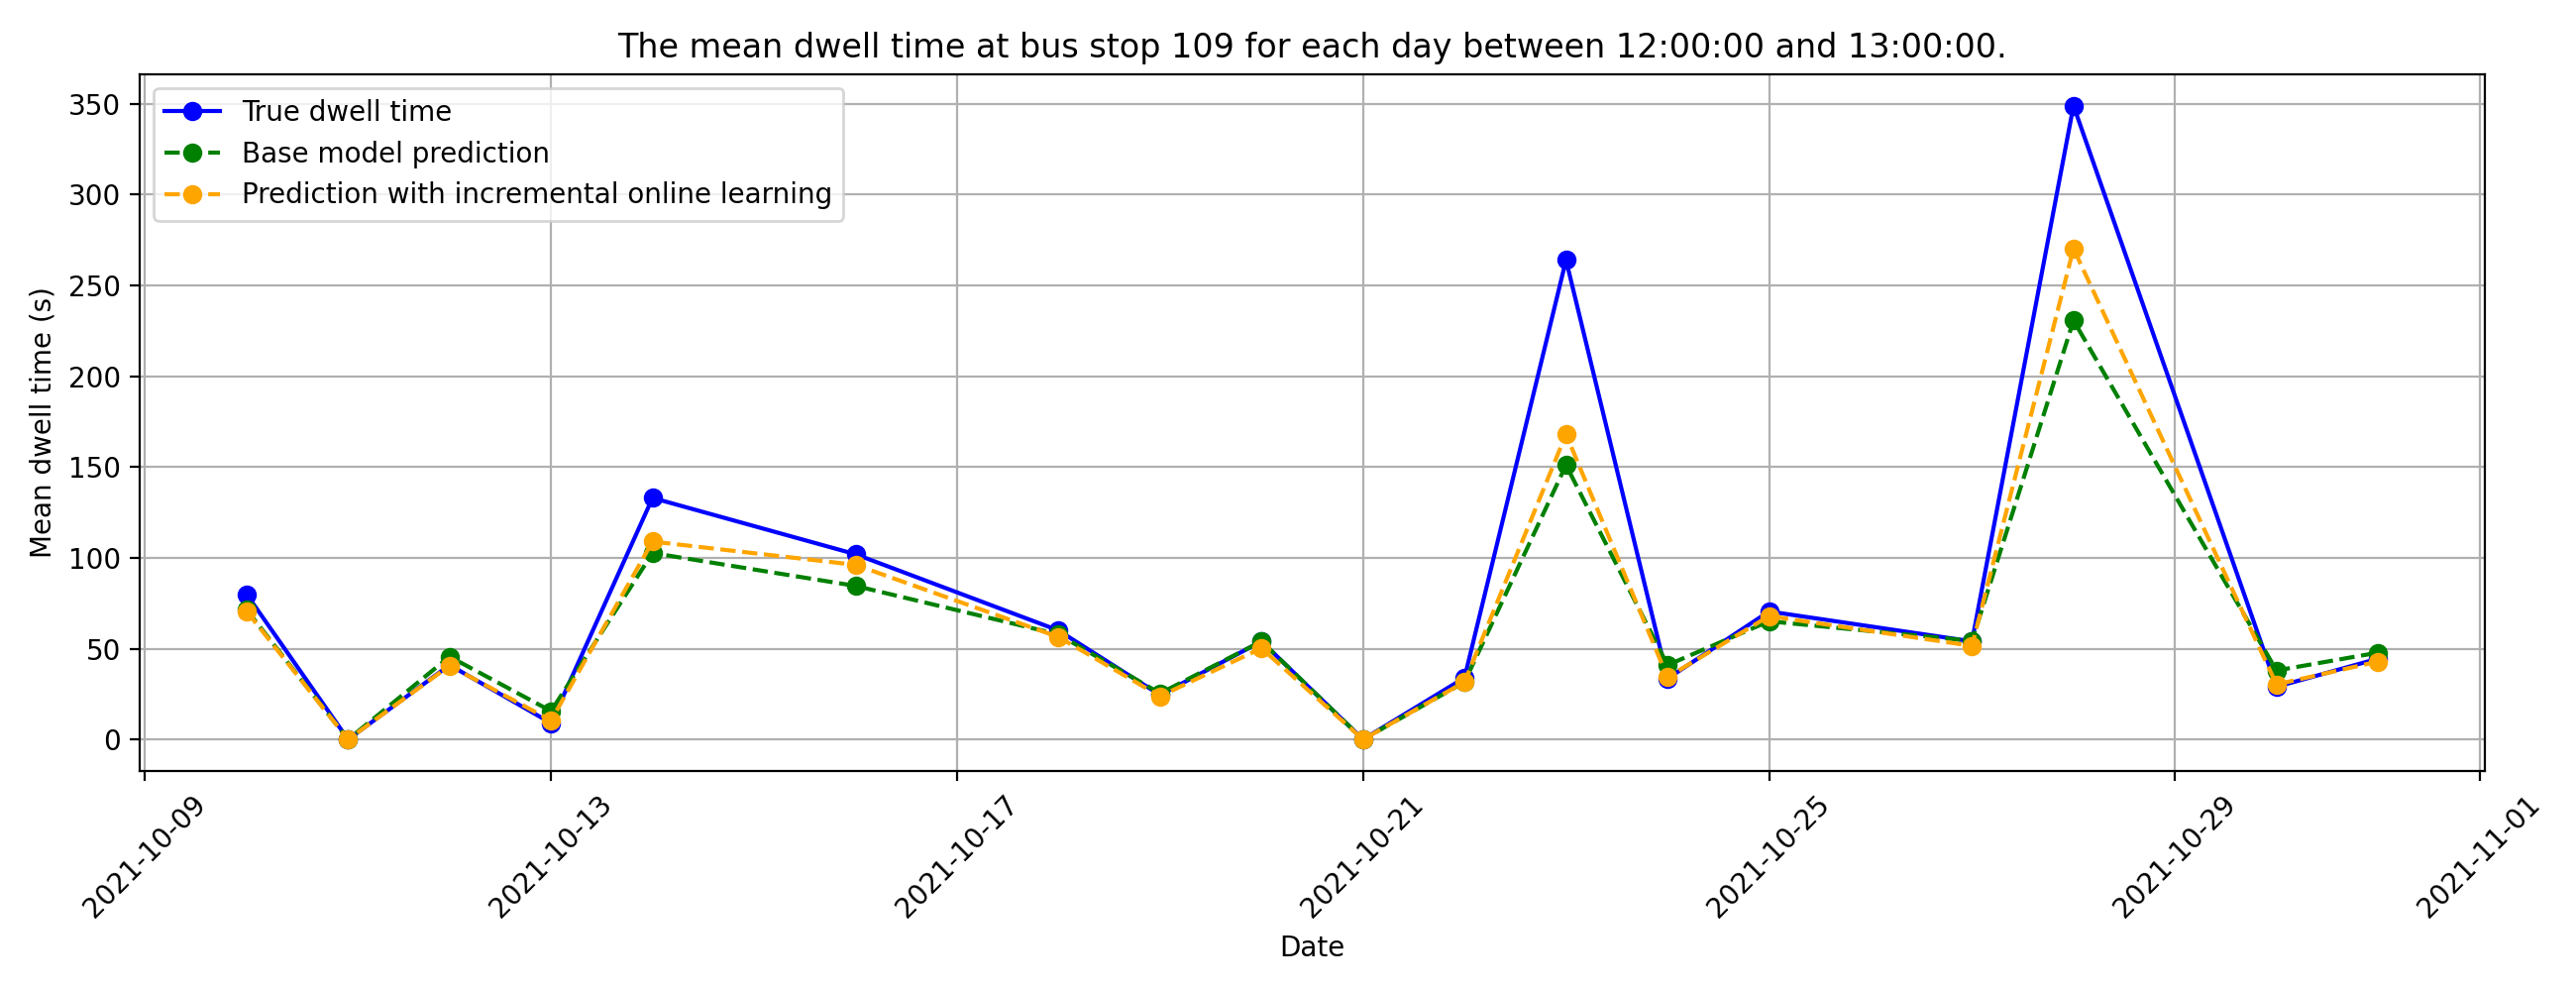 The mean dwell time at bus stop 109 for each day between 12:00:00 and 13:00:00.
True dwell time
Base model prediction
Prediction with incremental online learning
Mean dwell time (s)
350
300
250
200
150
100
50
0
2021-10-09
2021-10-13
2021-10-17
2021-10-21
2021-10-25
2021-10-29
2021-11-01
Date